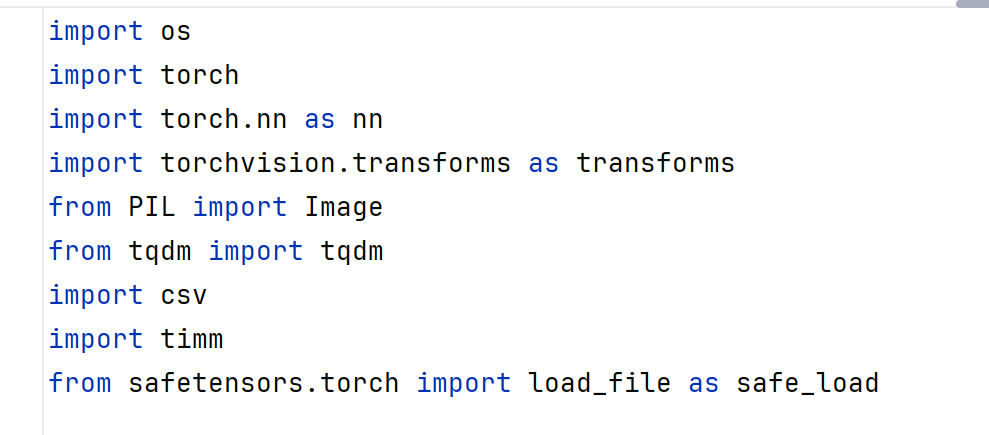 import os
import torch
import torch.nn as nn
import torchvision.transforms as transforms
from PIL import Image
from tqdm import tqdm
import csv
import timm
from safetensors.torch import load_file as safe_load